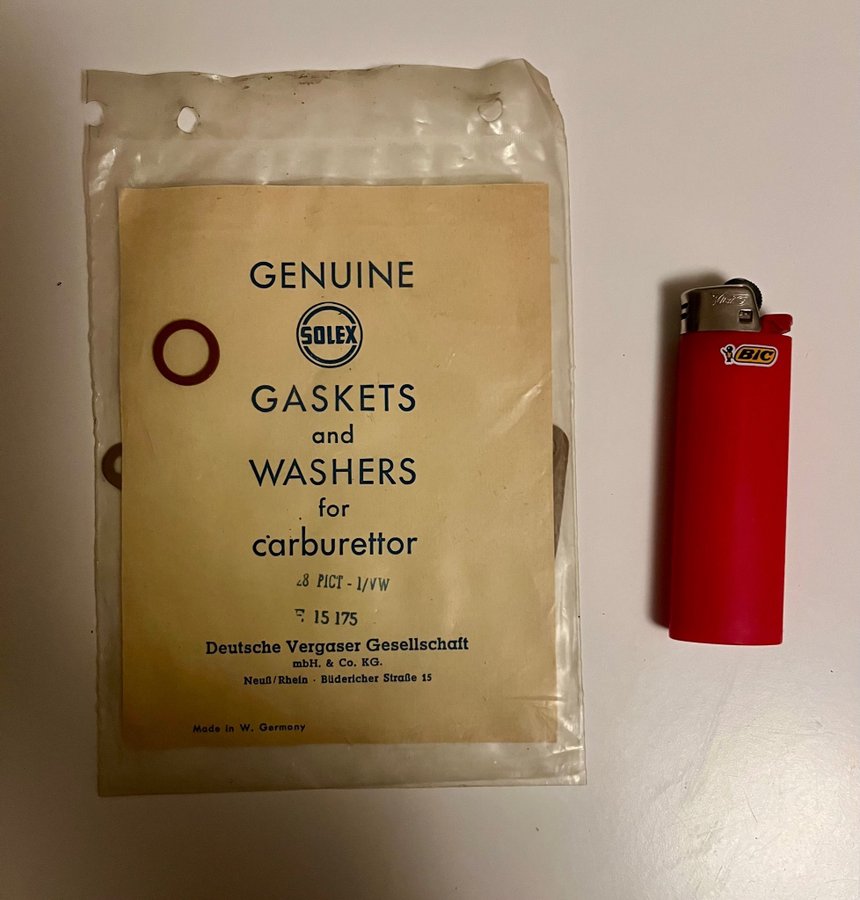 GENUINE
SOLEX
GASKETS
and
WASHERS
for
carburettor
8 PICT - 1/VW
15 175
Deutsche Vergaser Gesellschaft
mbH. & Co. KG.
Neuß/Rhein · Büdericher Straße 15
Made in W. Germany
BIC